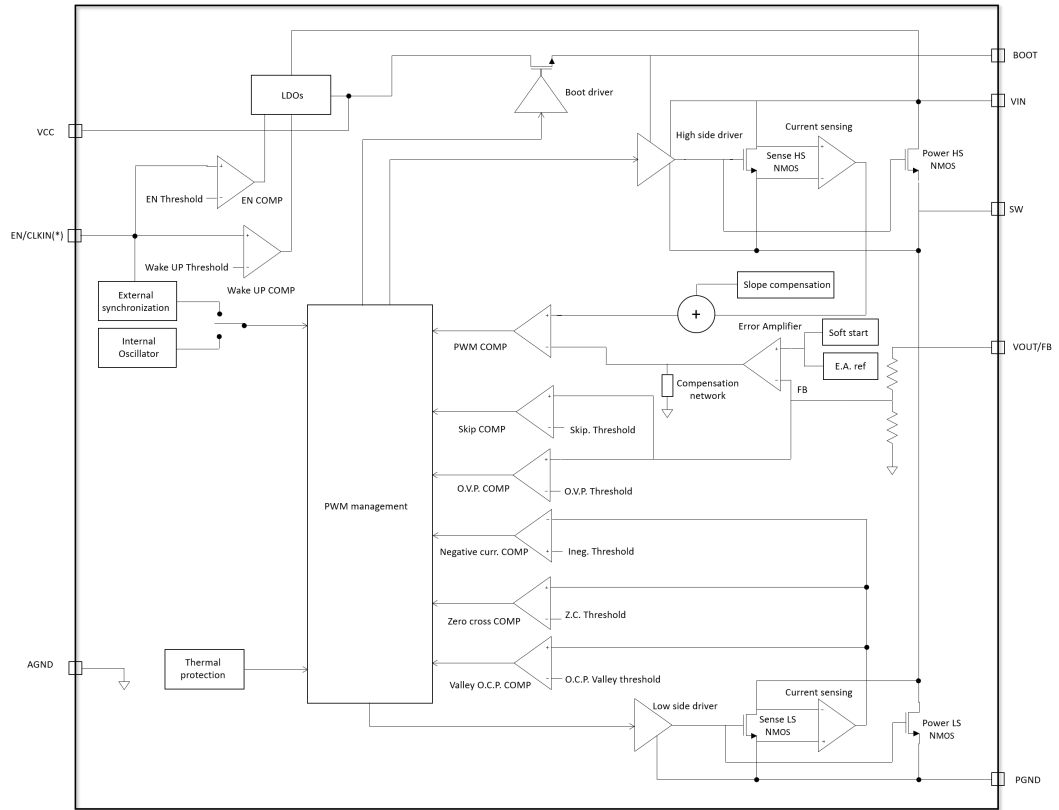 BOOT
LDOs
Boot driver
VIN
VCC
High side driver
Current sensing
+
Sense HS
NMOS
-
Power HS
NMOS
+
EN Threshold
-
EN COMP
SW
EN/CLKIN(*)
+
Wake UP Threshold
-
Wake UP COMP
External
synchronization
Slope compensation
+
+
Internal
Oscillator
PWM COMP
-
Error Amplifier
Soft start
+
E.A. ref
-
FB
VOUT/FB
Compensation
network
+
Skip COMP
-
Skip. Threshold
+
O.V.P. COMP
-
O.V.P. Threshold
PWM management
-
Negative curr. COMP
+
Ineg. Threshold
+
Zero cross COMP
-
Z.C. Threshold
+
Valley O.C.P. COMP
-
O.C.P. Valley threshold
AGND
Thermal
protection
Low side driver
Current sensing
-
Sense LS
NMOS
+
Power LS
NMOS
PGND